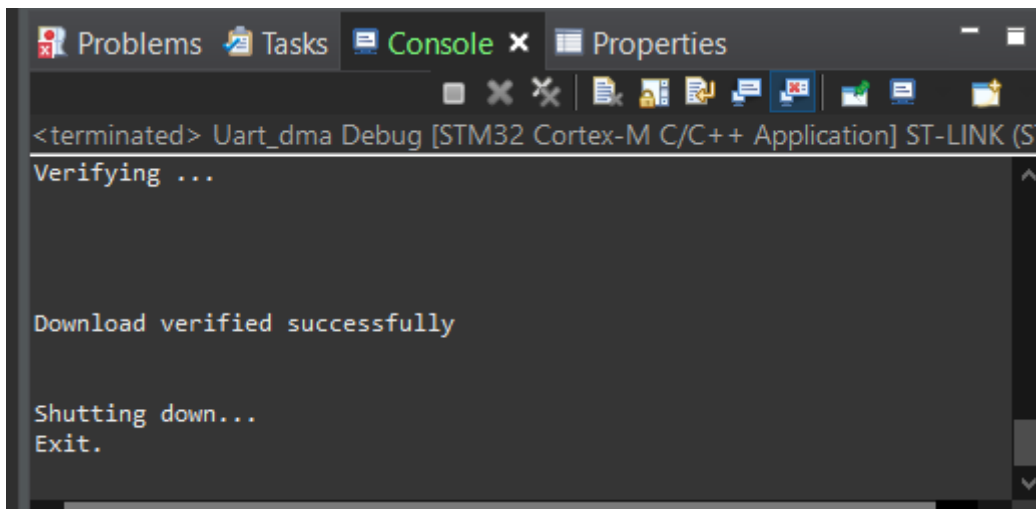 Problems Tasks Console Properties
<terminated> Uart_dma Debug [STM32 Cortex-M C/C++ Application] ST-LINK (S
Verifying ...
Download verified successfully
Shutting down...
Exit.